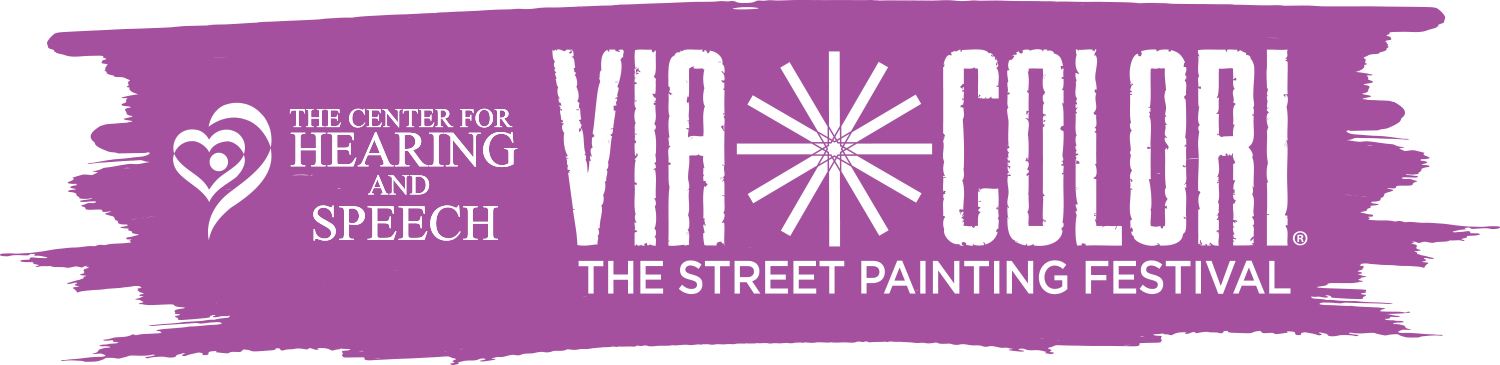 THE CENTER FOR
HEARING
AND
SPEECH
VIA COLORI®
THE STREET PAINTING FESTIVAL